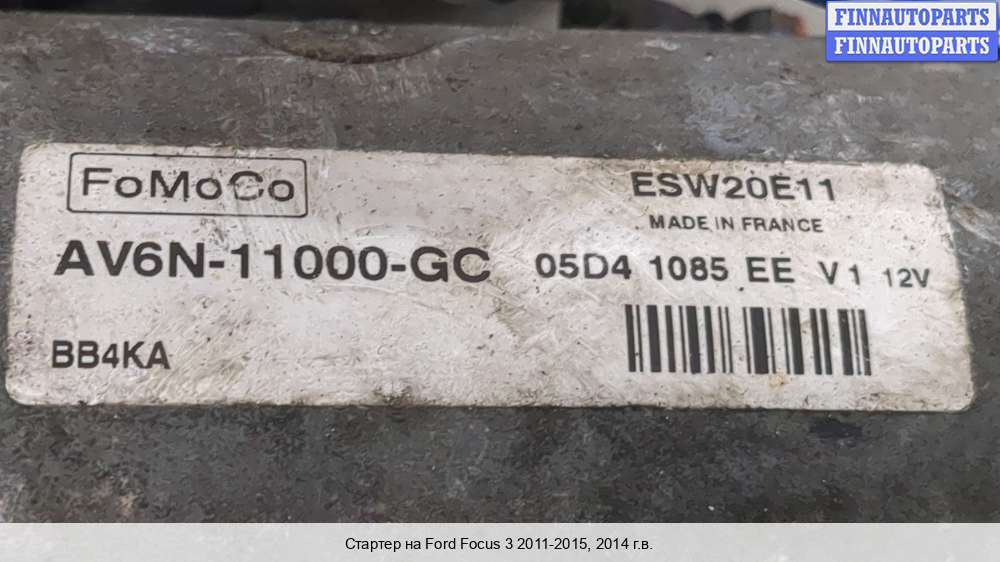 FINNAUTOPARTS
FINNAUTOPARTS
FoMoCo
ESW20E11
MADE IN FRANCE
AV6N-11000-GC 05D4 1085 EE V 1 12V
BB4KA
Стартер на Ford Focus 3 2011-2015, 2014 г.в.